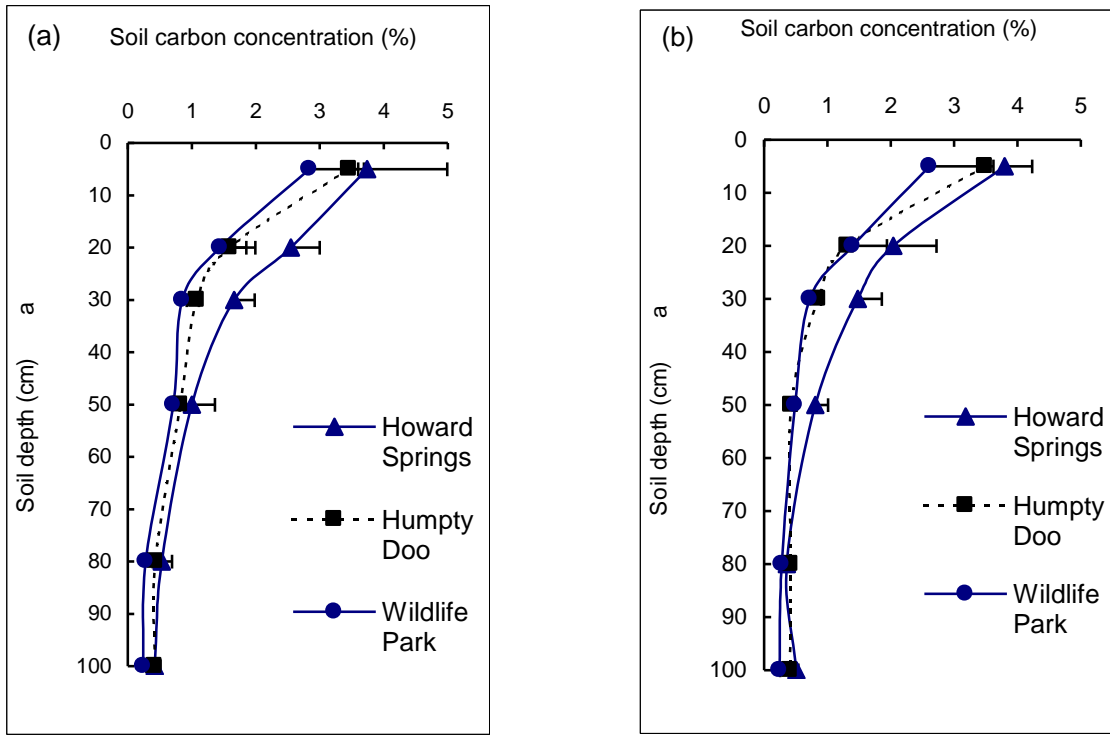 (a) Soil carbon concentration (%)
0 1 2 3 4 5
0
10
20
30
40
50
60
70
80
90
100
Soil depth (cm) a
Howard
Springs
Humpty
Doo
Wildlife
Park
(b) Soil carbon concentration (%)
0 1 2 3 4 5
0
10
20
30
40
50
60
70
80
90
100
Soil depth (cm) a
Howard
Springs
Humpty
Doo
Wildlife
Park